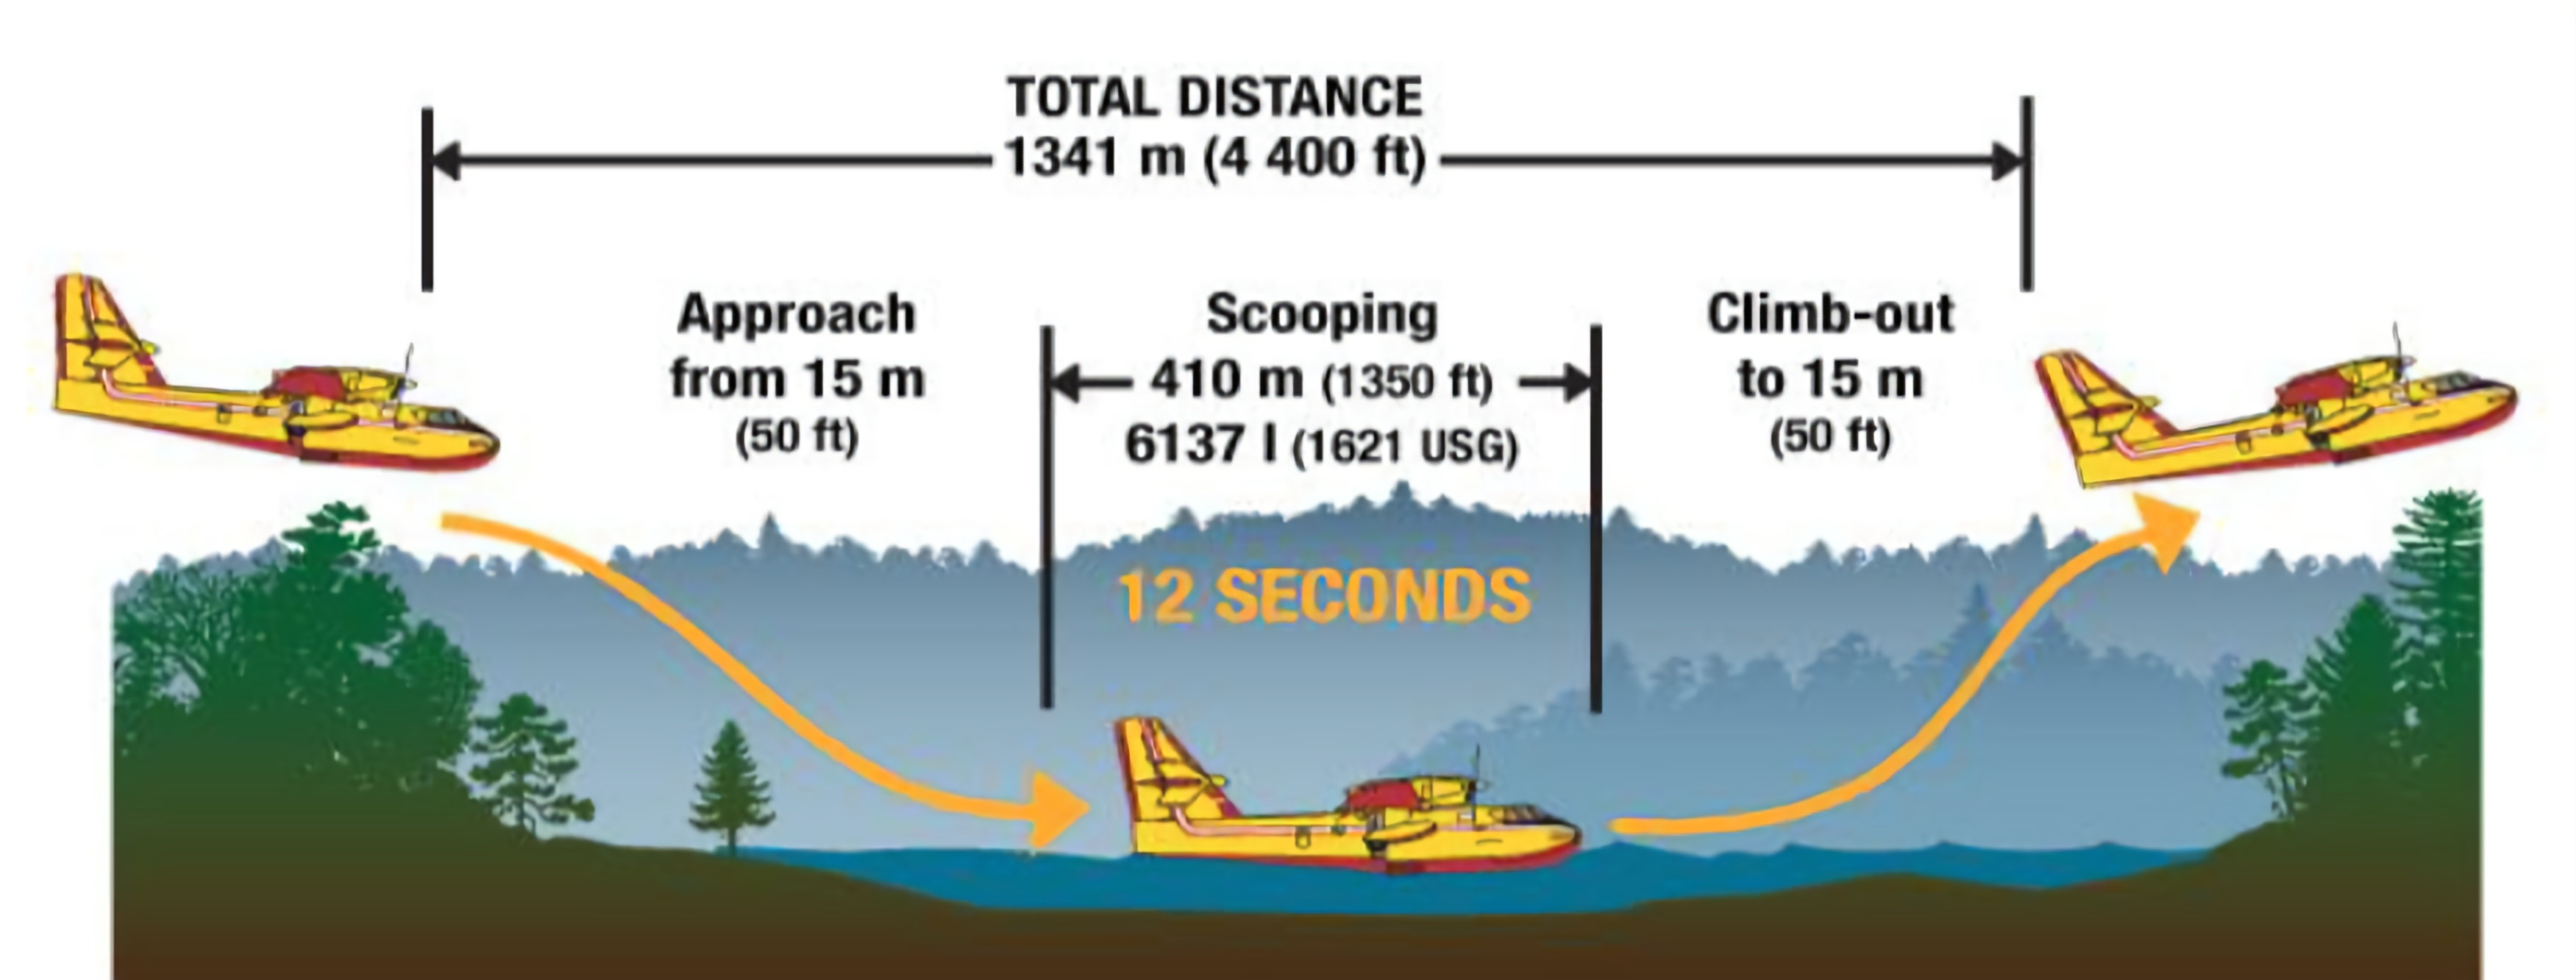 TOTAL DISTANCE
1341 m (4 400 ft)
Approach
from 15 m
(50 ft)
Scooping
410 m (1350 ft)
6137 l (1621 USG)
Climb-out
to 15 m
(50 ft)
12 SECONDS